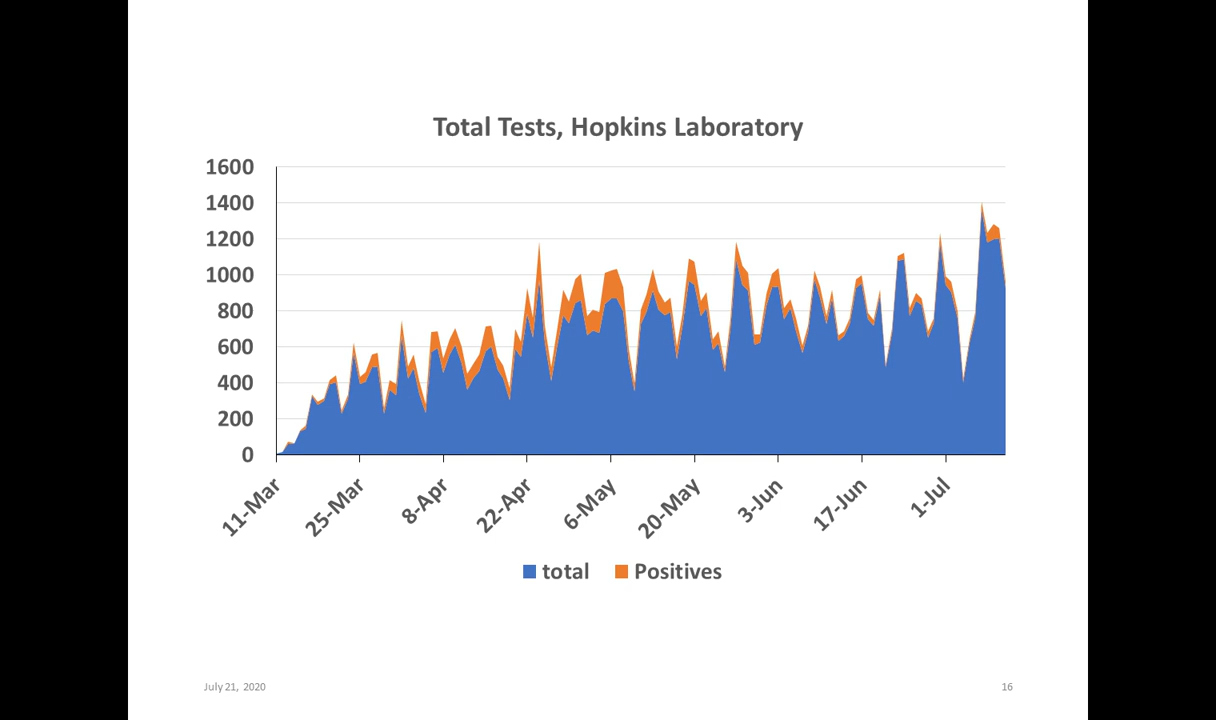 Total Tests, Hopkins Laboratory
1600
1400
1200
1000
800
600
400
200
0
11-Mar
25-Mar
8-Apr
22-Apr
6-May
20-May
3-Jun
17-Jun
1-Jul
total Positives
July 21, 2020 16